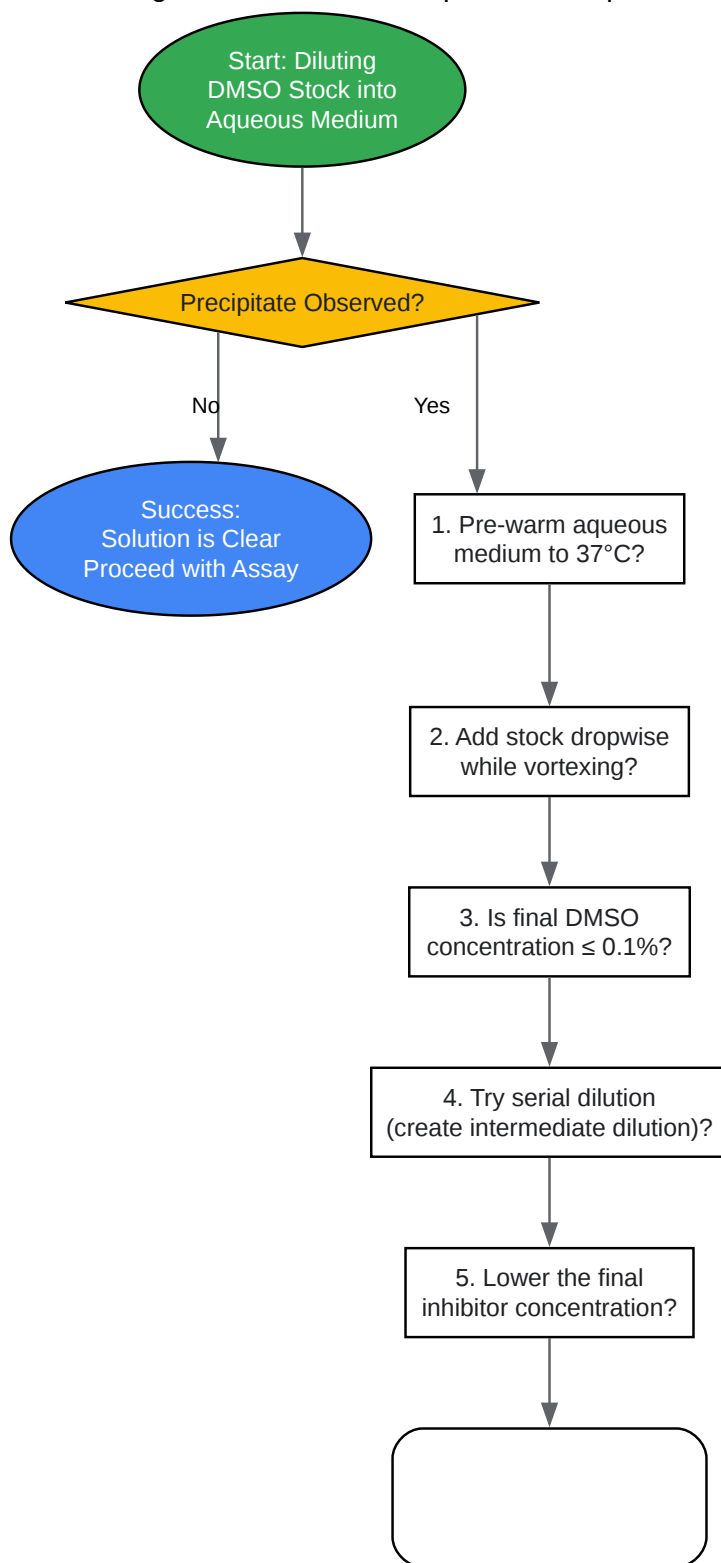 Start: Diluting
DMSO Stock into
Aqueous Medium
Precipitate Observed?
No
Yes
Success:
Solution is Clear
Proceed with Assay
1. Pre-warm aqueous
medium to 37°C?
2. Add stock dropwise
while vortexing?
3. Is final DMSO
concentration ≤ 0.1%?
4. Try serial dilution
(create intermediate dilution)?
5. Lower the final
inhibitor concentration?